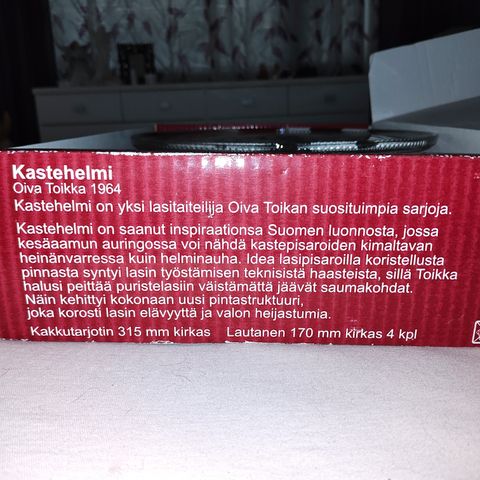 Kastehelmi
Oiva Toikka 1964
Kastehelmi on yksi lasitaiteilija Oiva Toikan suosituimpia sarjoja.
Kastehelmi on saanut inspiraationsa Suomen luonnosta, jossa
kesäaamun auringossa voi nähdä kastepisaroiden kimaltavan
heinänvarressa kuin helminauha. Idea lasipisaroilla koristellusta
pinnasta syntyi lasin työstämisen teknisistä haasteista, sillä Toikka
halusi peittää puristelasiin väistämättä jäävät saumakohdat.
Näin kehittyi kokonaan uusi pintastruktuuri,
joka korosti lasin elävyyttä ja valon heijastumia.
Kakkutarjotin 315 mm kirkas Lautanen 170 mm kirkas 4 kpl